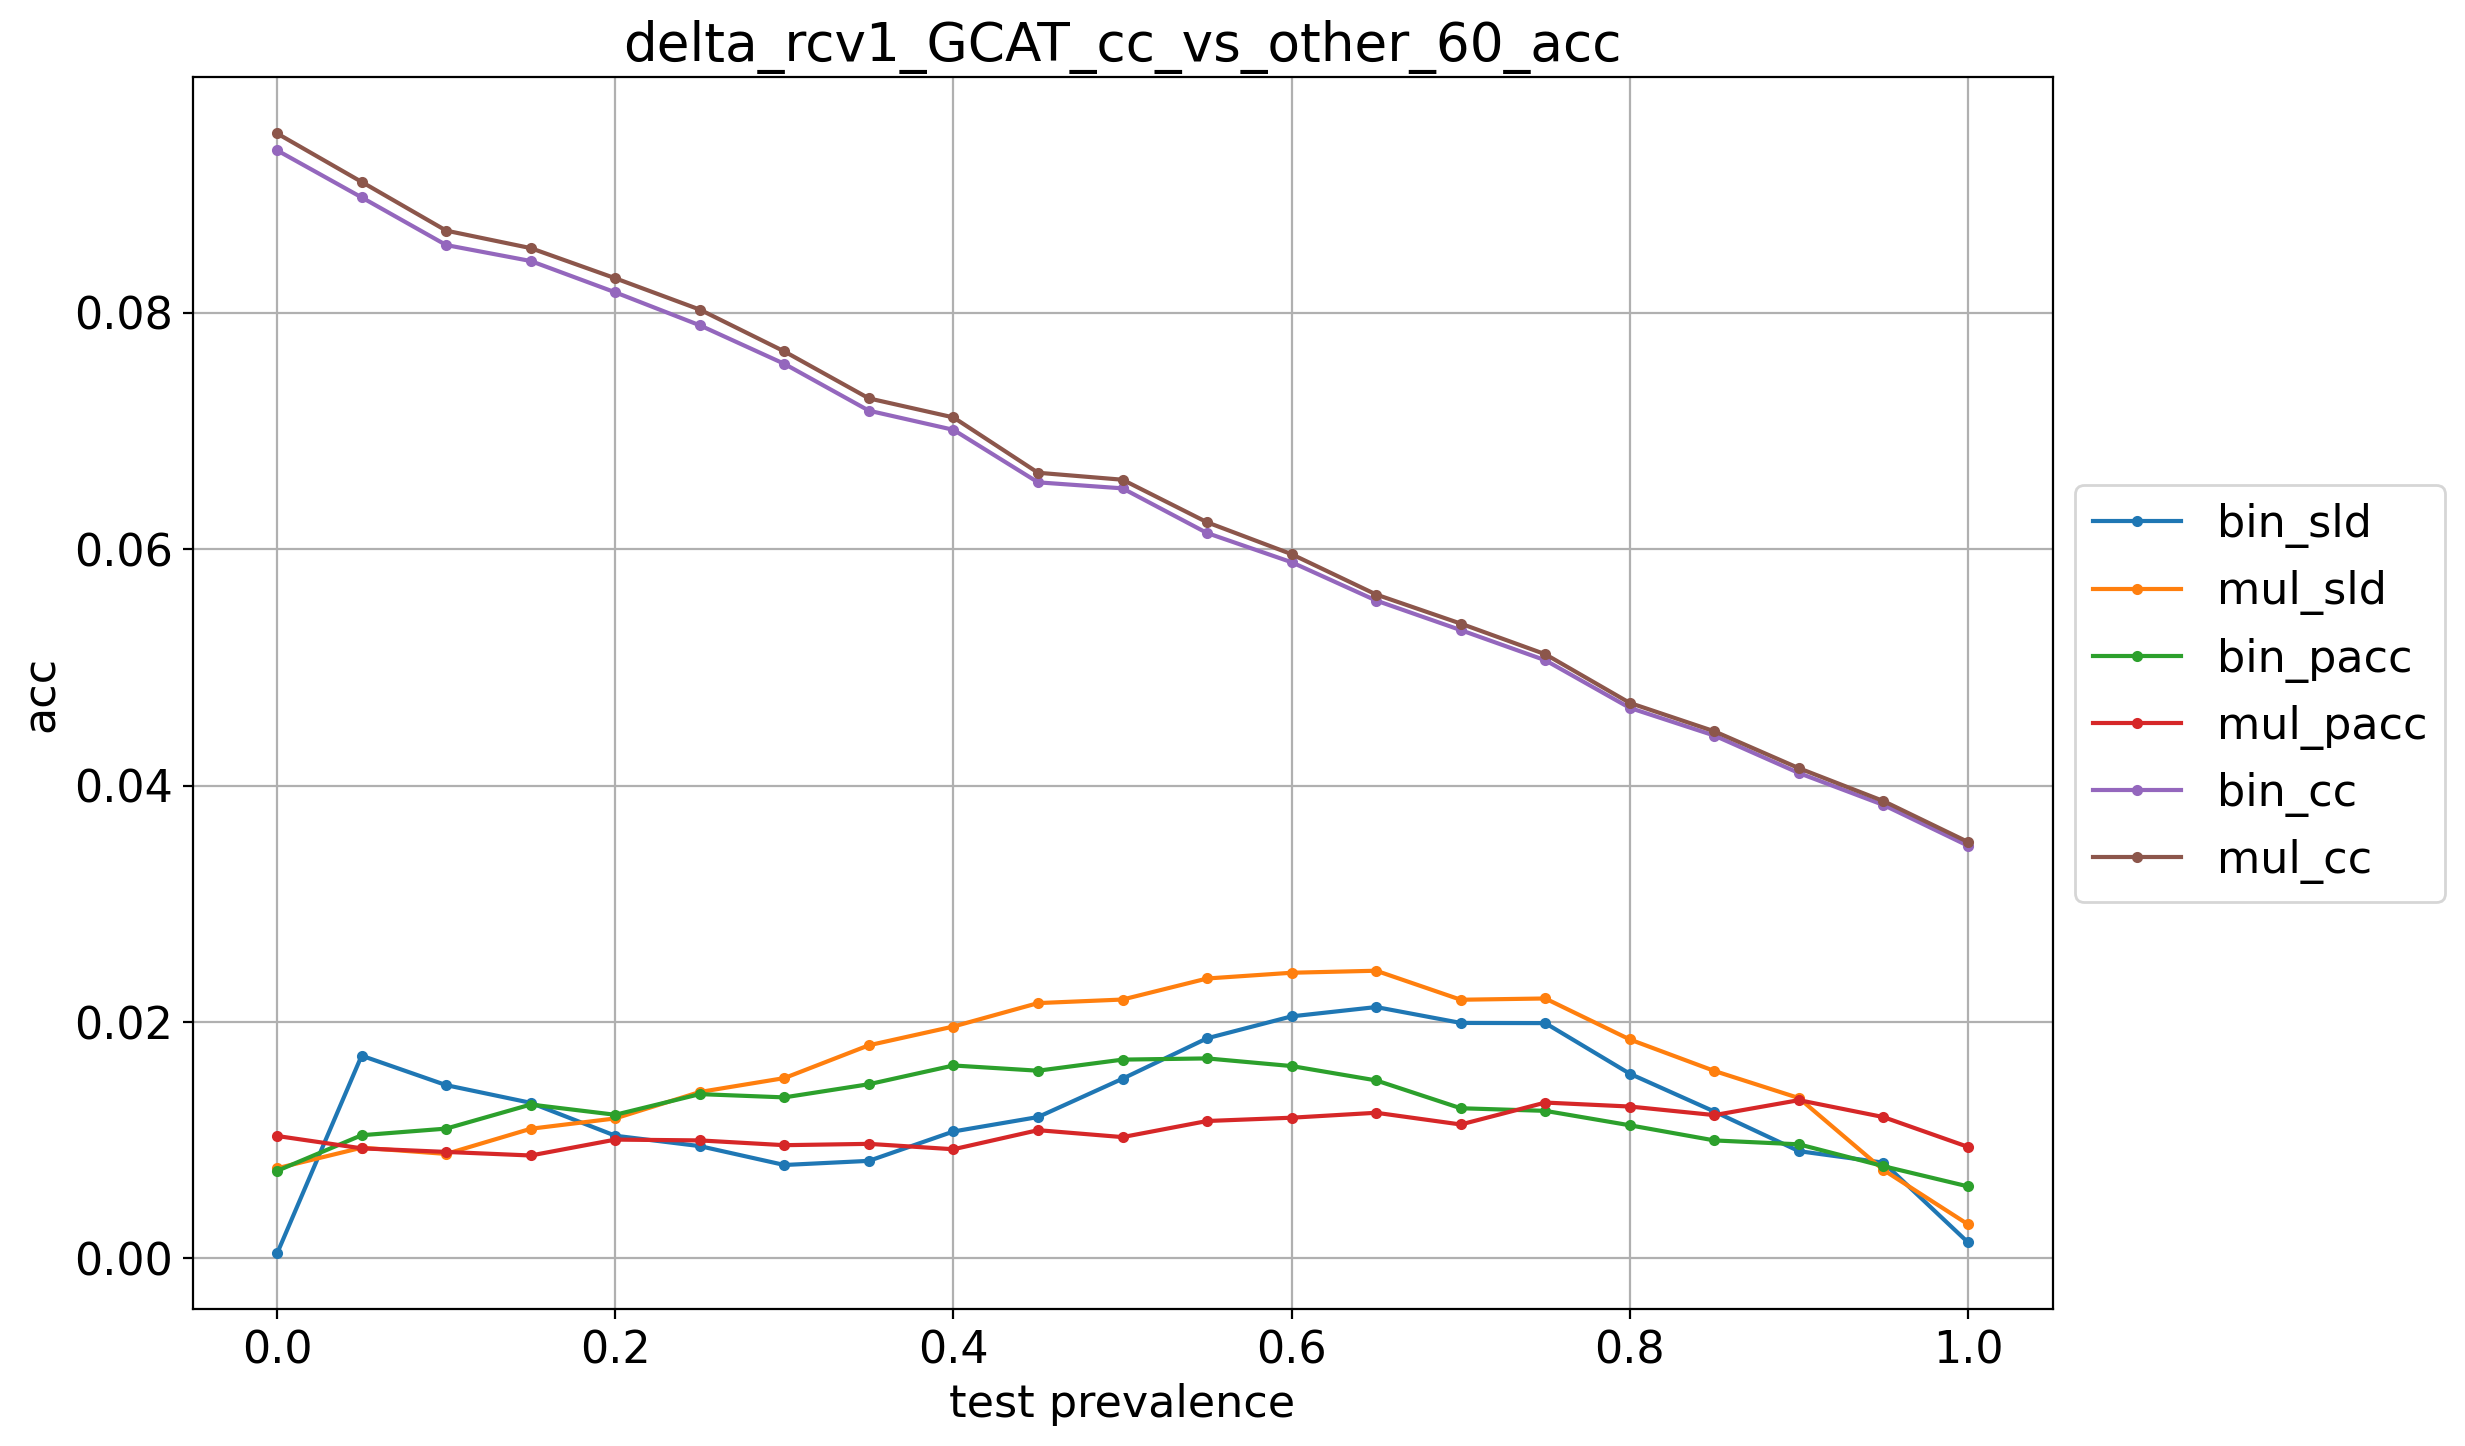 delta_rcv1_GCAT_cc_vs_other_60_acc
acc
0.08
0.06
0.04
0.02
0.00
0.0 0.2 0.4 0.6 0.8 1.0
test prevalence
bin_sld
mul_sld
bin_pacc
mul_pacc
bin_cc
mul_cc